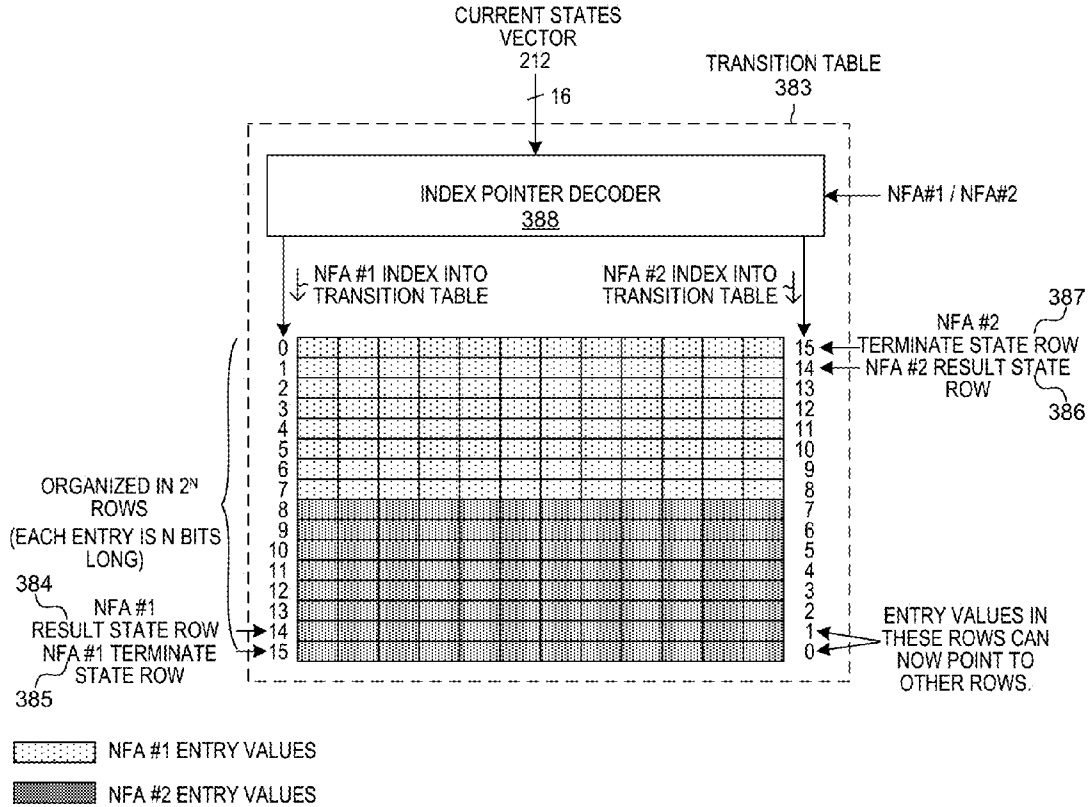 CURRENT STATES
VECTOR
212
16
TRANSITION TABLE
383
INDEX POINTER DECODER
388
NFA#1 / NFA#2
NFA #1 INDEX INTO
TRANSITION TABLE
NFA #2 INDEX INTO
TRANSITION TABLE
0
1
2
3
4
5
6
7
8
9
10
11
12
13
14
15
15
14
13
12
11
10
9
8
7
6
5
4
3
2
1
0
387
NFA #2
TERMINATE STATE ROW
NFA #2 RESULT STATE
ROW
386
ORGANIZED IN 2ᴺ
ROWS
(EACH ENTRY IS N BITS
LONG)
384
NFA #1
RESULT STATE ROW
NFA #1 TERMINATE
STATE ROW
385
ENTRY VALUES IN
THESE ROWS CAN
NOW POINT TO
OTHER ROWS.
NFA #1 ENTRY VALUES
NFA #2 ENTRY VALUES